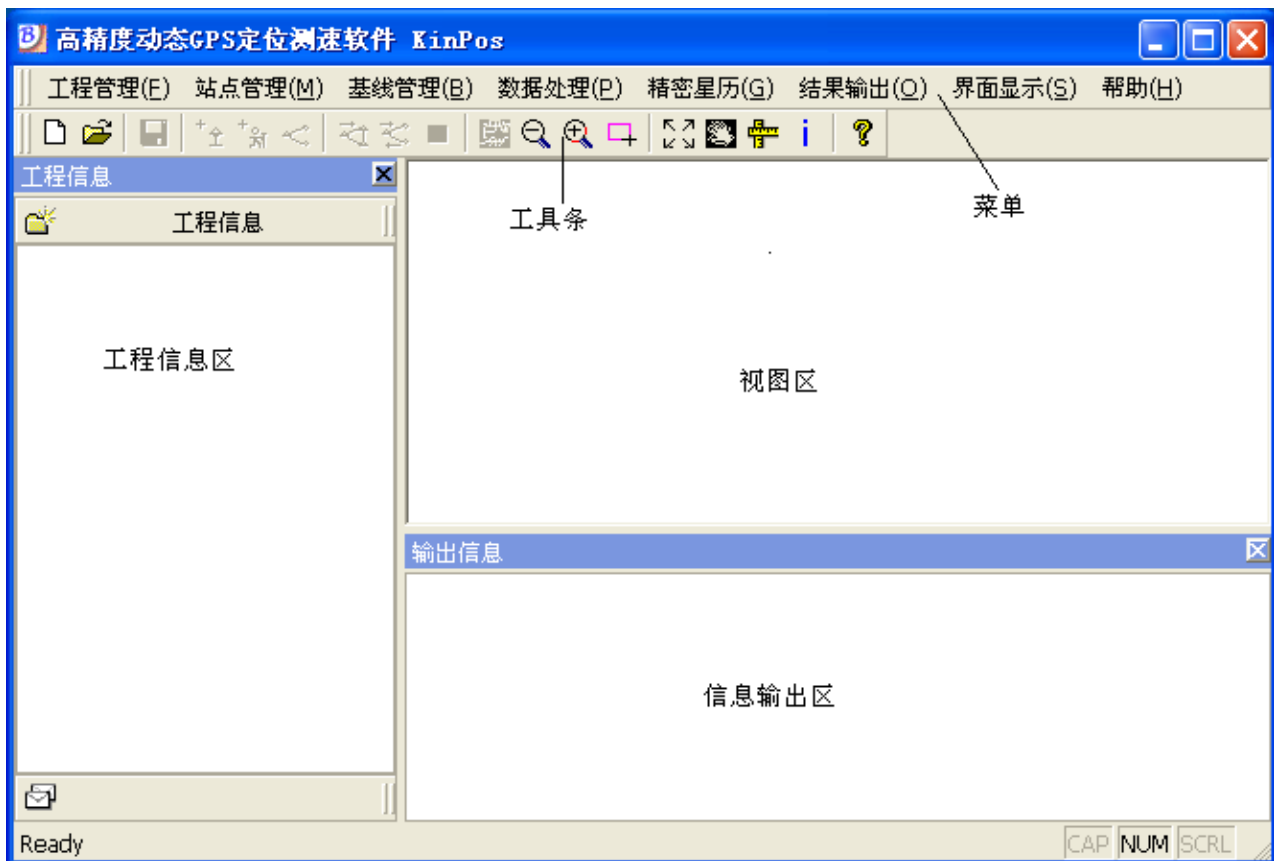 高精度动态GPS定位测速软件 KinPos
工程管理(F) 站点管理(M) 基线管理(B) 数据处理(P) 精密星历(G) 结果输出(O) 界面显示(S) 帮助(H)
工程信息
工程信息
工具条
菜单
工程信息区
视图区
输出信息
信息输出区
Ready
CAP NUM SCRL